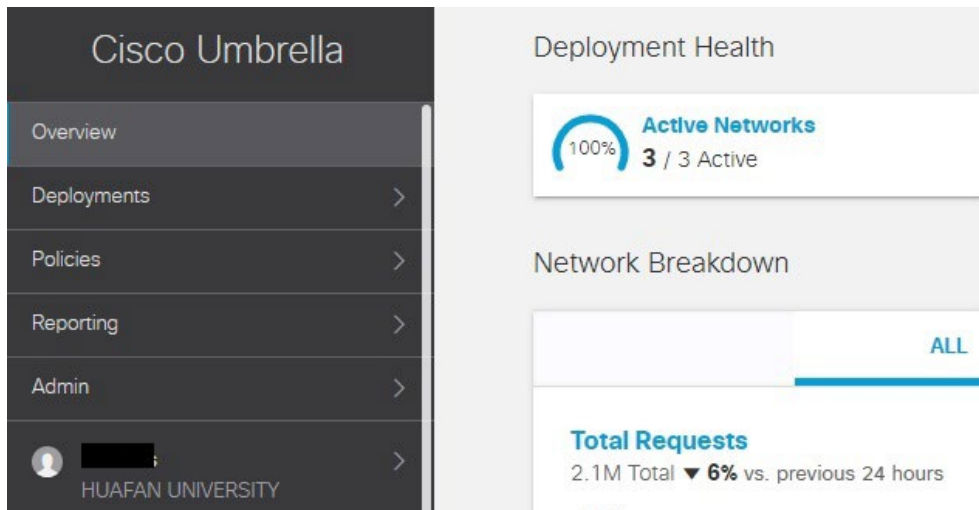 Cisco Umbrella
Overview
Deployments
Policies
Reporting
Admin
HUAFAN UNIVERSITY
Deployment Health
100%
Active Networks
3 / 3 Active
Network Breakdown
ALL
Total Requests
2.1M Total ▼ 6% vs. previous 24 hours